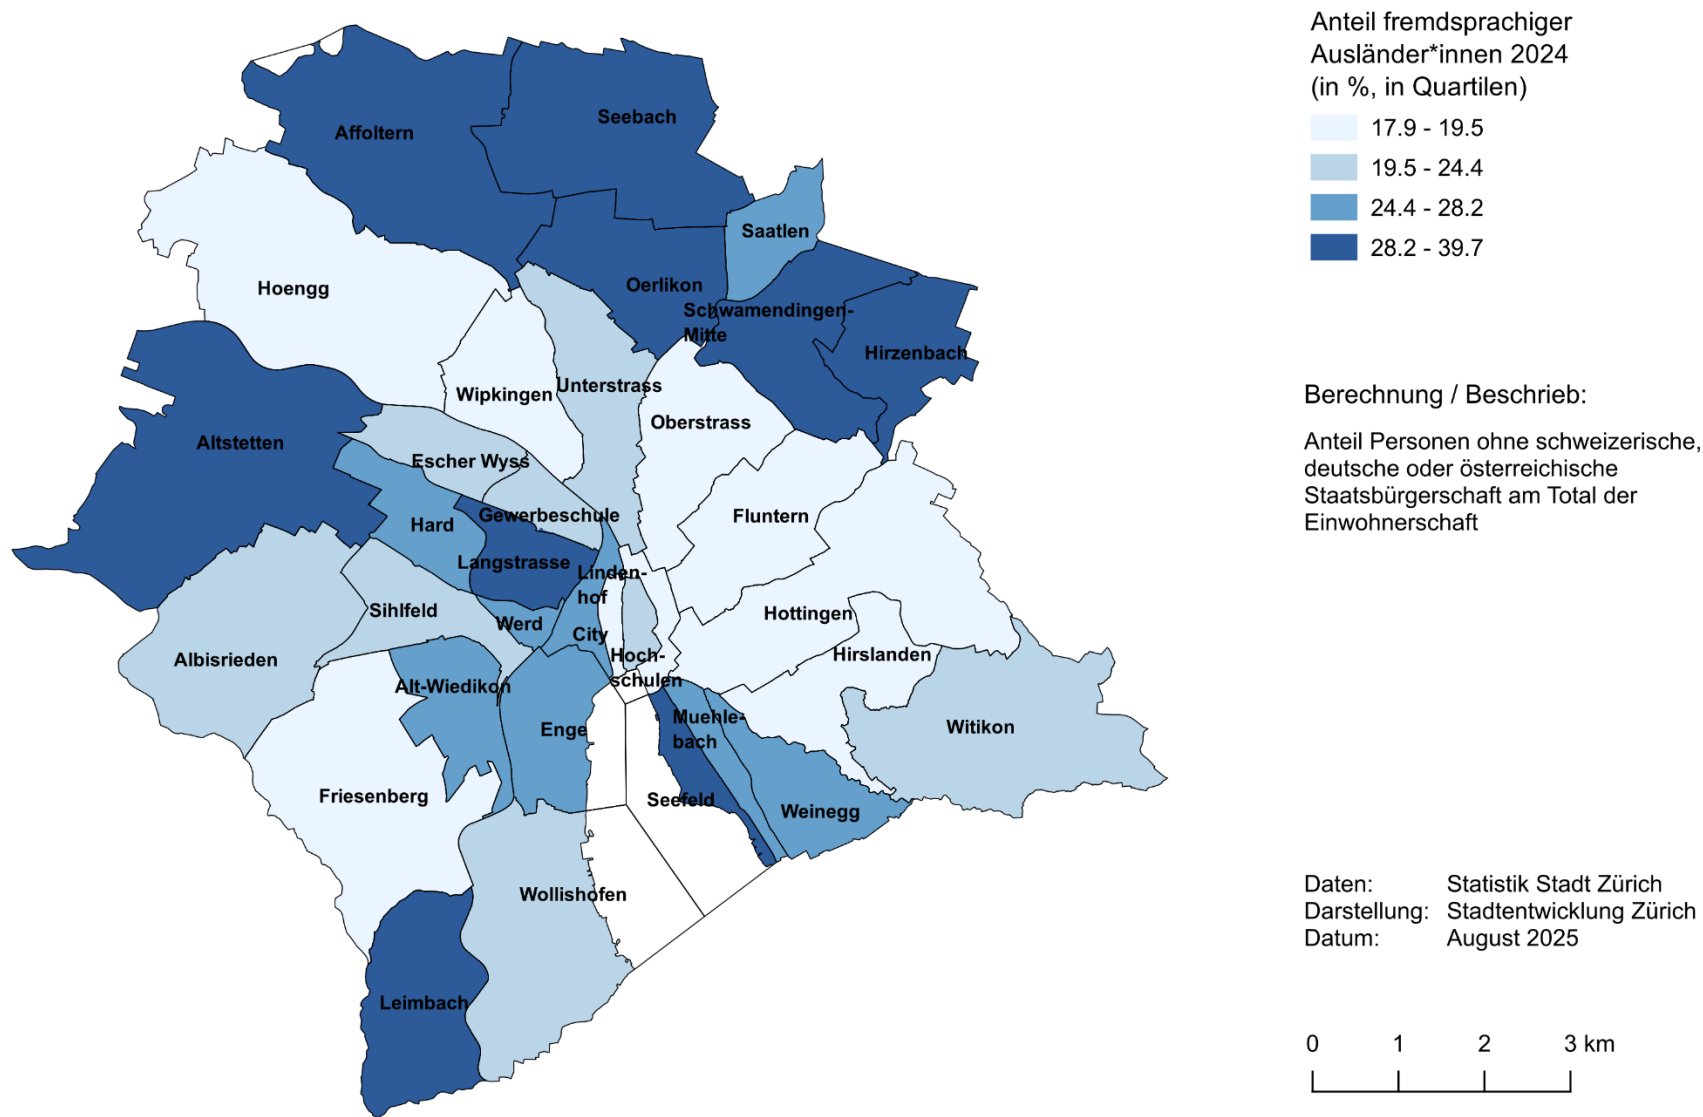 Anteil fremdsprachiger
Ausländer*innen 2024
(in %, in Quartilen)
17.9 - 19.5
19.5 - 24.4
24.4 - 28.2
28.2 - 39.7
Berechnung / Beschrieb:
Anteil Personen ohne schweizerische,
deutsche oder österreichische
Staatsbürgerschaft am Total der
Einwohnerschaft
Daten: Statistik Stadt Zürich
Darstellung: Stadtentwicklung Zürich
Datum: August 2025
0 1 2 3 km
Affoltern
Seebach
Saatlen
Hoengg
Oerlikon
Schwamendingen-
Mitte
Hirzenbach
Wipkingen
Unterstrass
Oberstrass
Altstetten
Escher Wyss
Gewerbeschule
Hard
Fluntern
Langstrasse
Linden-
hof
Sihlfeld
Werd
City
Hottingen
Albisrieden
Hoch-
schulen
Hirslanden
Alt-Wiedikon
Enge
Muehle-
bach
Witikon
Friesenberg
Seefeld
Weinegg
Wollishofen
Leimbach